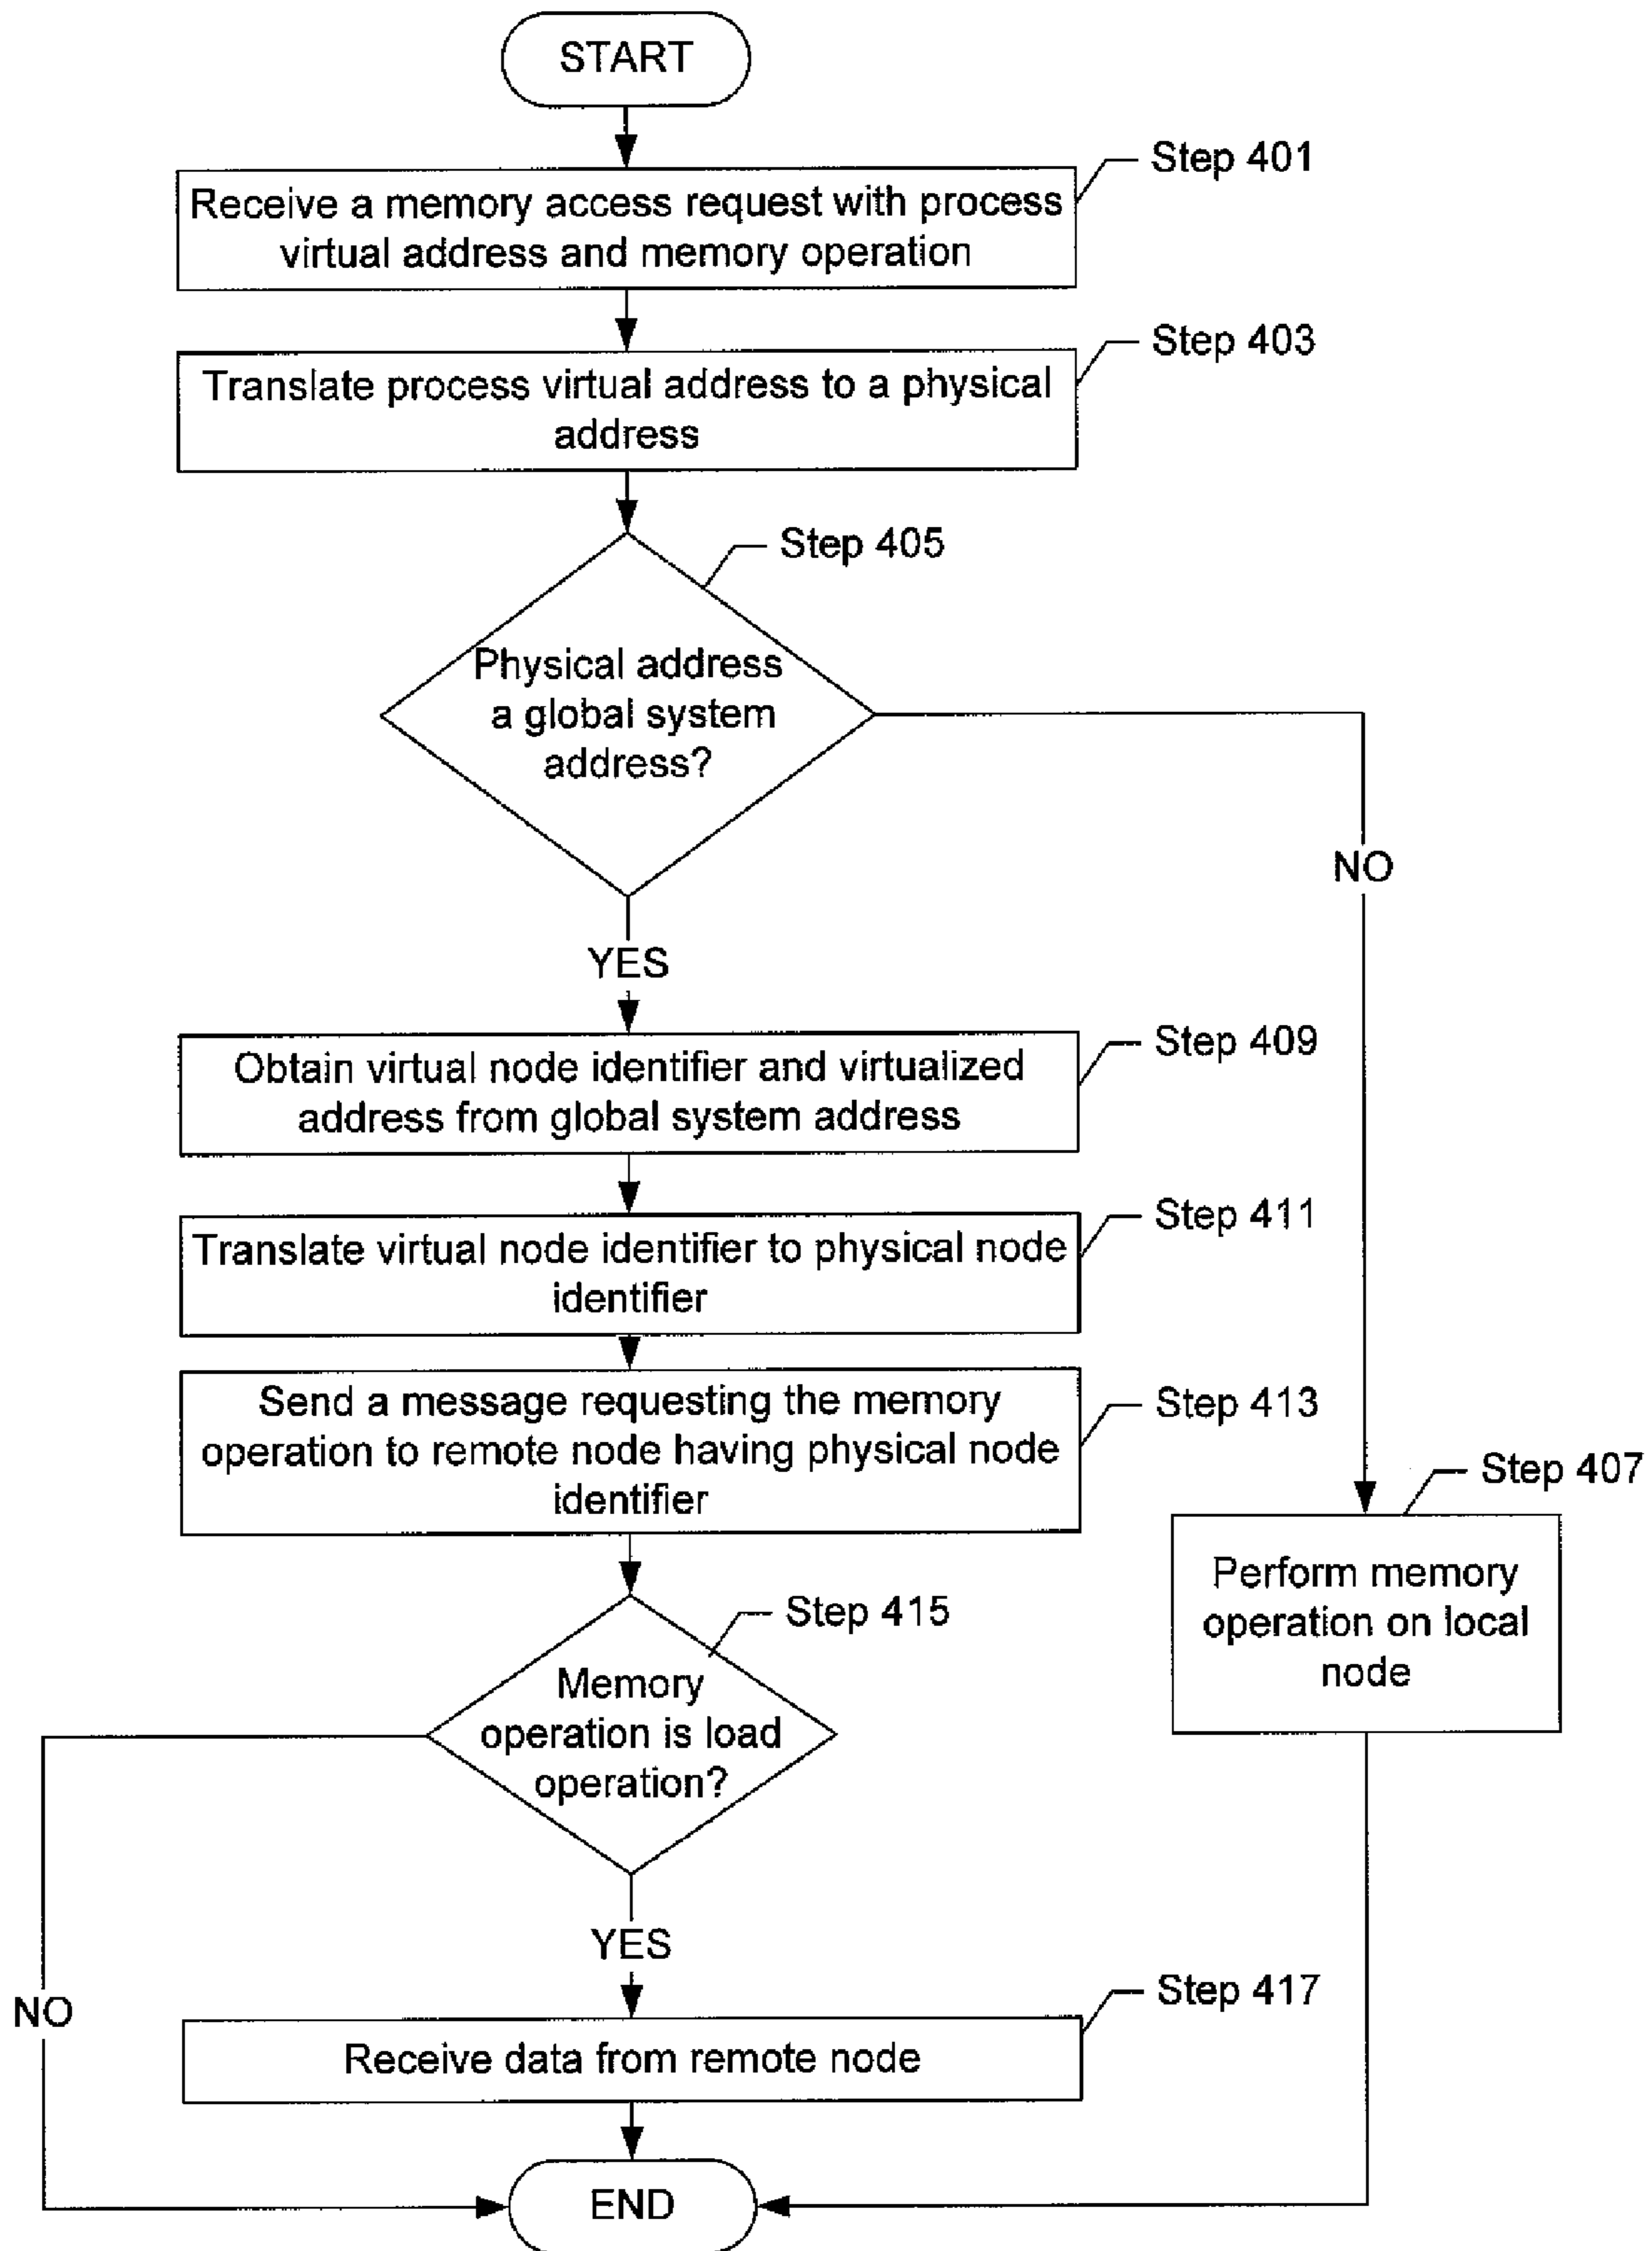 START
Step 401
Receive a memory access request with process
virtual address and memory operation
Step 403
Translate process virtual address to a physical
address
Step 405
Physical address
a global system
address?
NO
YES
Step 409
Obtain virtual node identifier and virtualized
address from global system address
Step 411
Translate virtual node identifier to physical node
identifier
Step 413
Send a message requesting the memory
operation to remote node having physical node
identifier
Step 407
Perform memory
operation on local
node
Step 415
Memory
operation is load
operation?
YES
NO
Step 417
Receive data from remote node
END